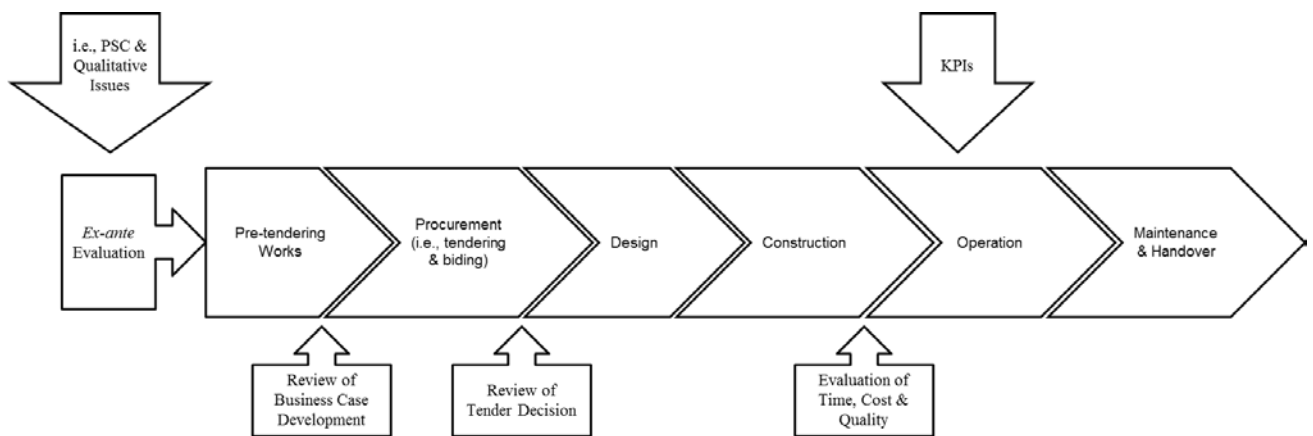 i.e., PSC &
Qualitative
Issues
KPIs
Ex-ante
Evaluation
Pre-tendering
Works
Procurement
(i.e., tendering
& biding)
Design
Construction
Operation
Maintenance
& Handover
Review of
Business Case
Development
Review of
Tender Decision
Evaluation of
Time, Cost &
Quality